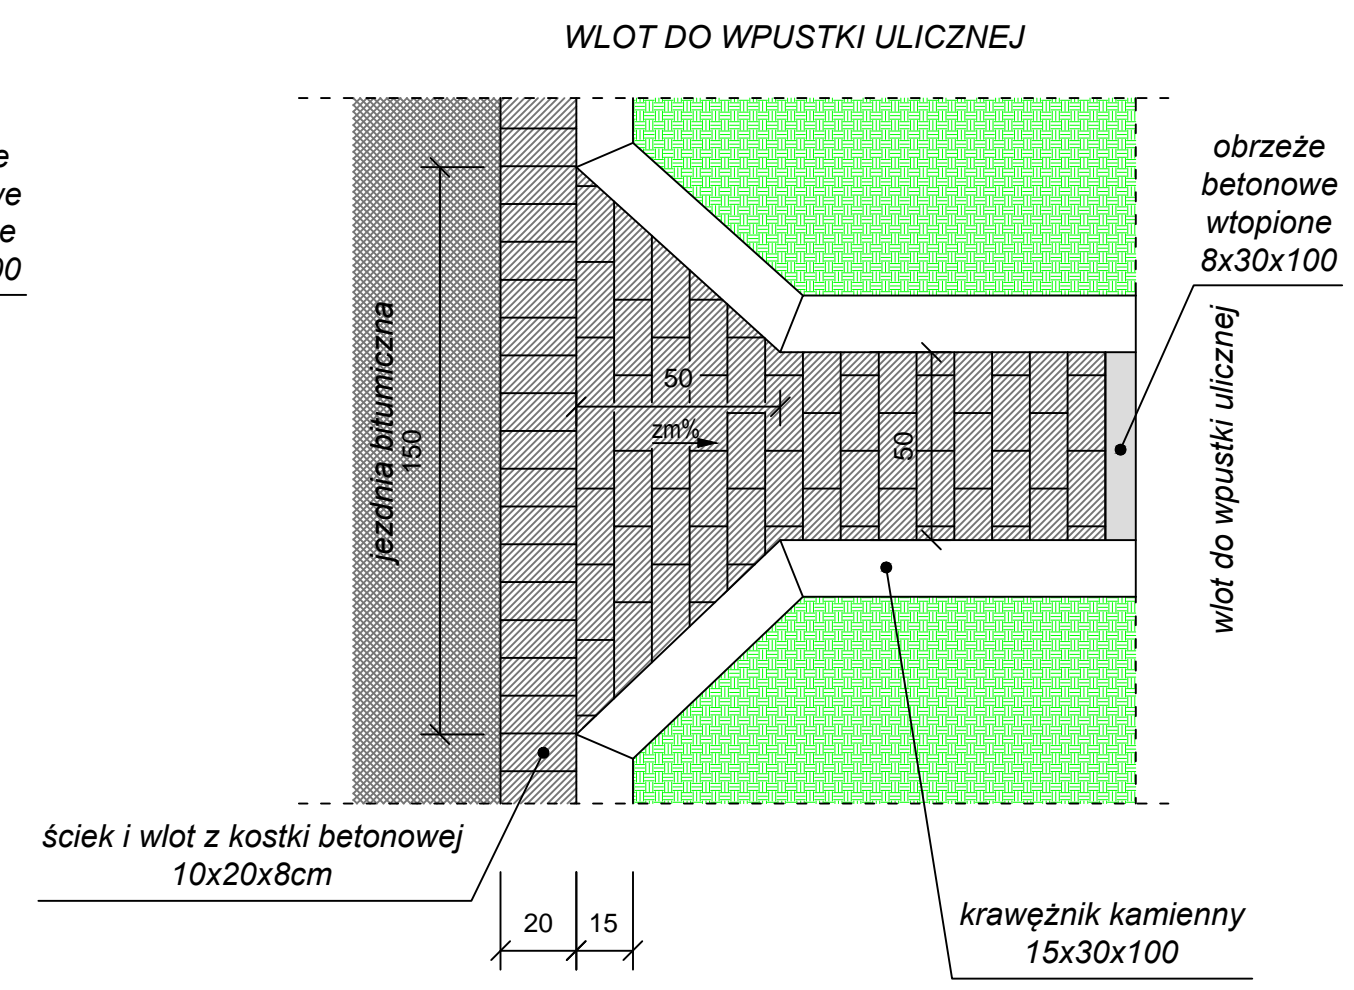 WLOT DO WPUSTKI ULICZNEJ
obrzeże
betonowe
wtopione
8x30x100
jezdnia bitumiczna
150
50
zm%
50
wlot do wpustki ulicznej
ściek i wlot z kostki betonowej
10x20x8cm
20
15
krawężnik kamienny
15x30x100